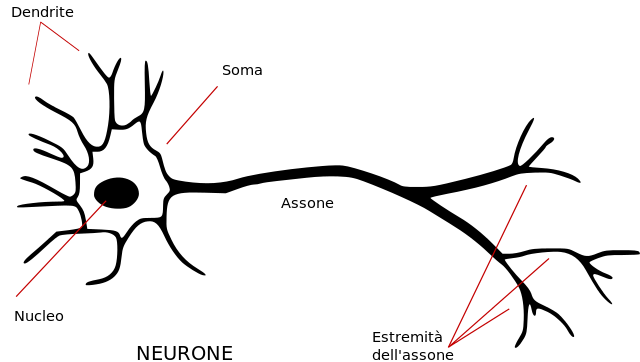 Dendrite
Soma
Assone
Nucleo
Estremità
dell'assone
NEURONE